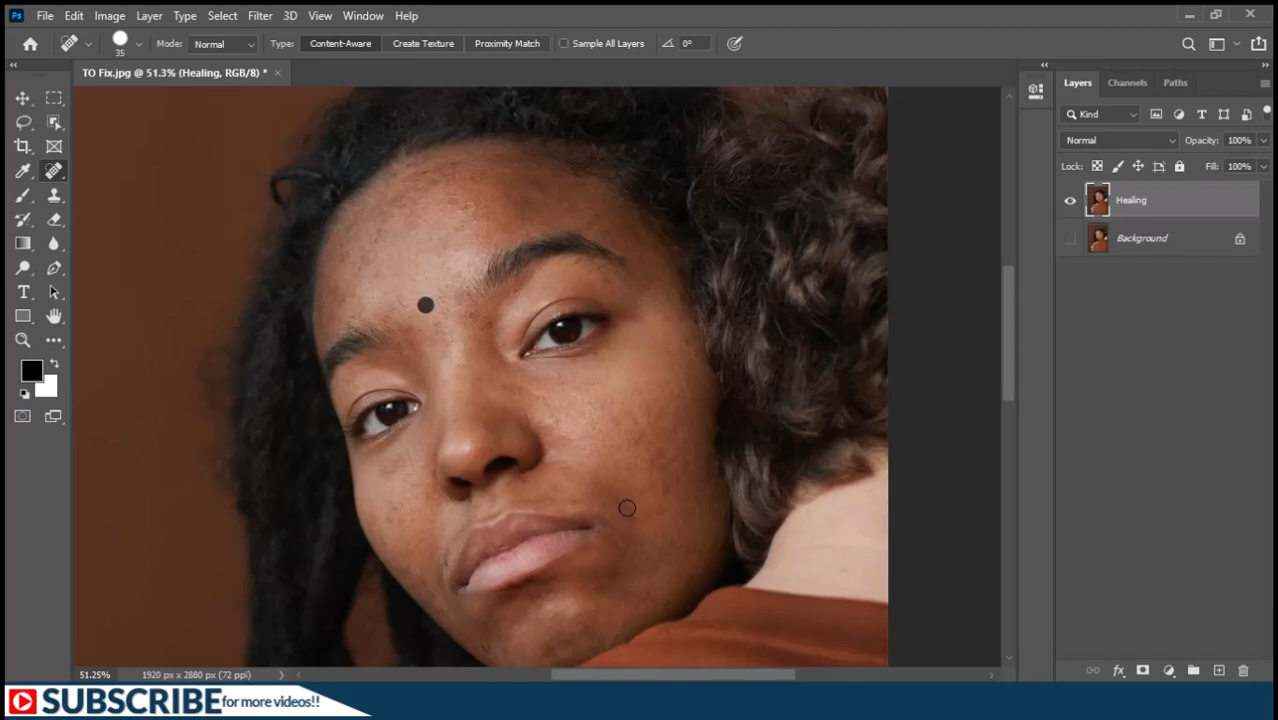 Ps File Edit Image Layer Type Select Filter 3D View Window Help
35 Mode: Normal Type: Content-Aware Create Texture Proximity Match Sample All Layers 0°
TO Fix.jpg @ 51.3% (Healing, RGB/8) *
Layers Channels Paths
Kind
Normal Opacity: 100%
Lock: Fill: 100%
Healing
Background
51.25% 1920 px x 2880 px (72 ppi)
SUBSCRIBE for more videos!!